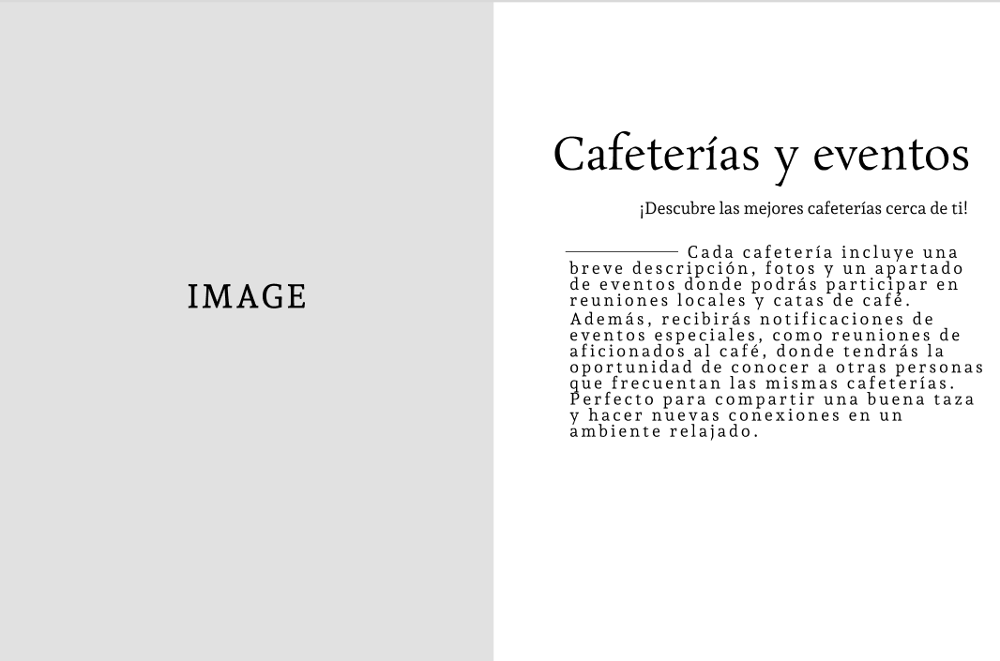 IMAGE
Cafeterías y eventos
¡Descubre las mejores cafeterías cerca de ti!
Cada cafetería incluye una
breve descripción, fotos y un apartado
de eventos donde podrás participar en
reuniones locales y catas de café.
Además, recibirás notificaciones de
eventos especiales, como reuniones de
aficionados al café, donde tendrás la
oportunidad de conocer a otras personas
que frecuentan las mismas cafeterías.
Perfecto para compartir una buena taza
y hacer nuevas conexiones en un
ambiente relajado.